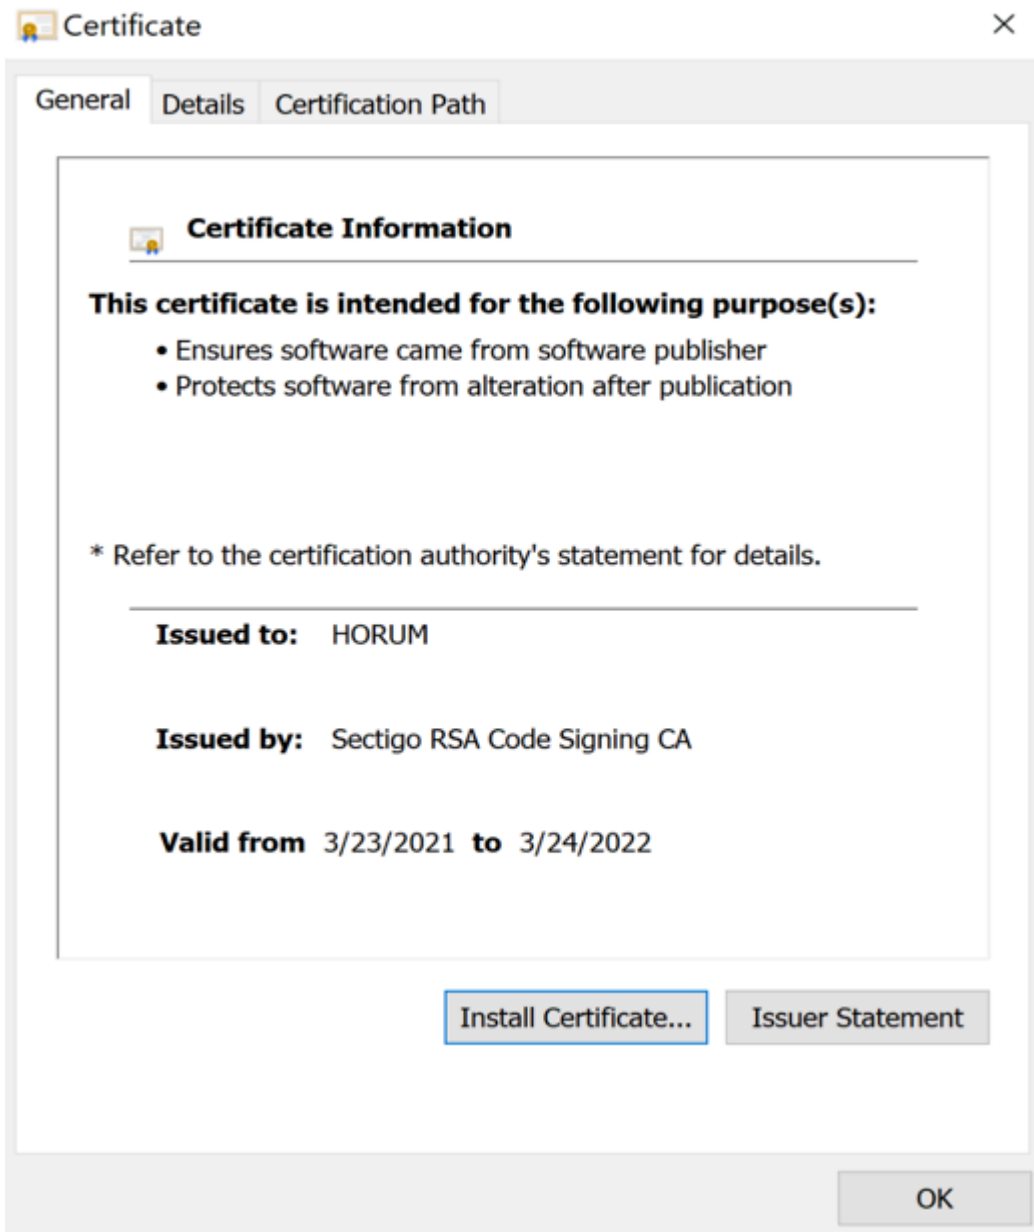 Certificate
General Details Certification Path
Certificate Information
This certificate is intended for the following purpose(s):
• Ensures software came from software publisher
• Protects software from alteration after publication
* Refer to the certification authority's statement for details.
Issued to: HORUM
Issued by: Sectigo RSA Code Signing CA
Valid from 3/23/2021 to 3/24/2022
Install Certificate... Issuer Statement
OK